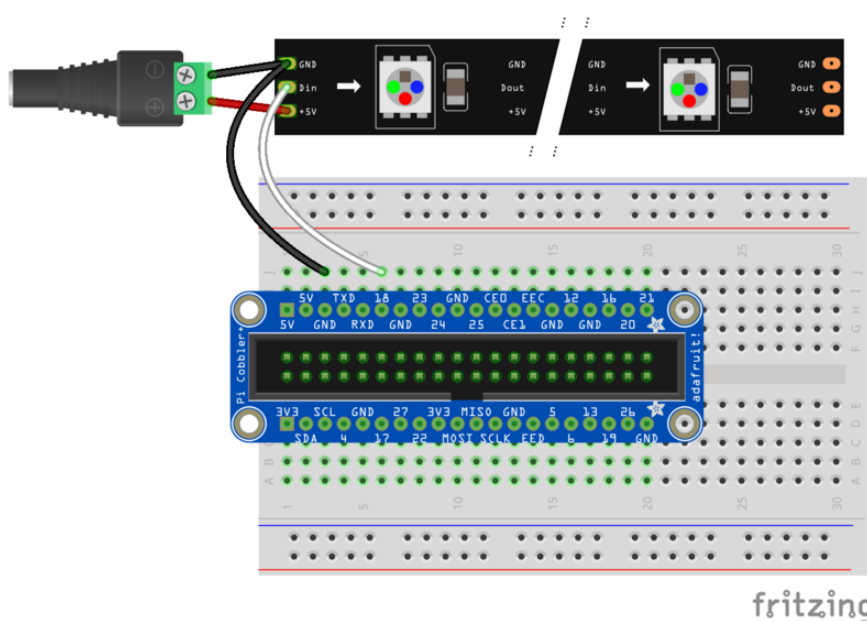 GND GND GND GND
Din Dout Din Dout
+5V +5V +5V +5V
5 10 15 20 25 30
J J
I I
H
G
F
5V TXD 18 23 GND CE0 EEC 12 16 21
5V GND RXD GND 24 25 CE1 GND GND 20
Pi Cobbler+
adafruit!
3V3 SCL GND 27 3V3 MISO GND 5 13 26
SDA 4 17 22 MOSI SCLK EED 6 19 GND
E
D
C C
B B
A A
1 5 10 15 20 25 30
fritzing